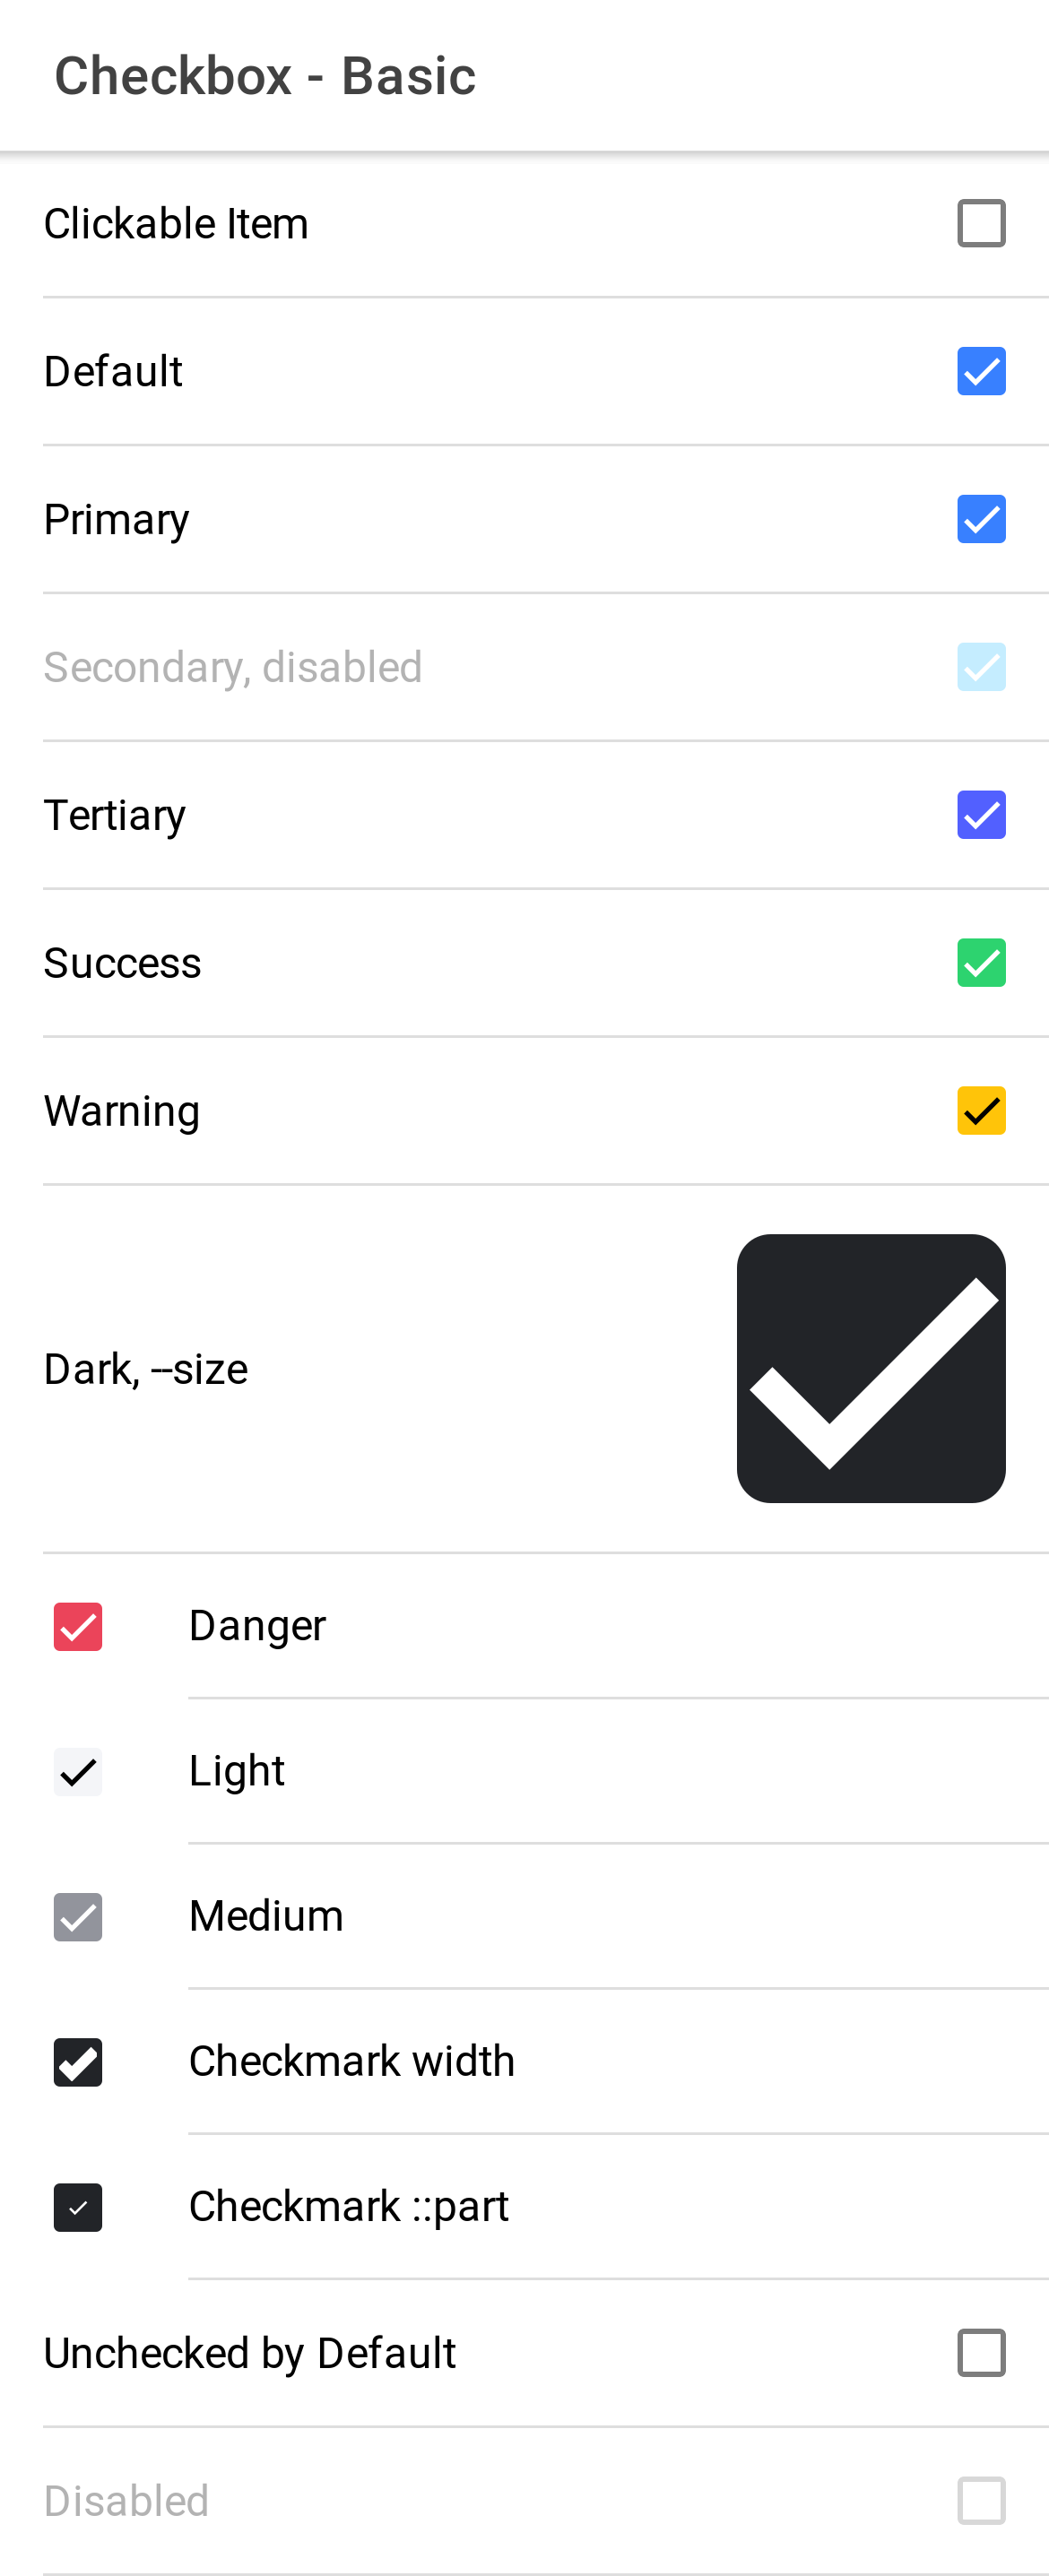 Checkbox - Basic
Clickable Item
Default
Primary
Secondary, disabled
Tertiary
Success
Warning
Dark, --size
Danger
Light
Medium
Checkmark width
Checkmark ::part
Unchecked by Default
Disabled